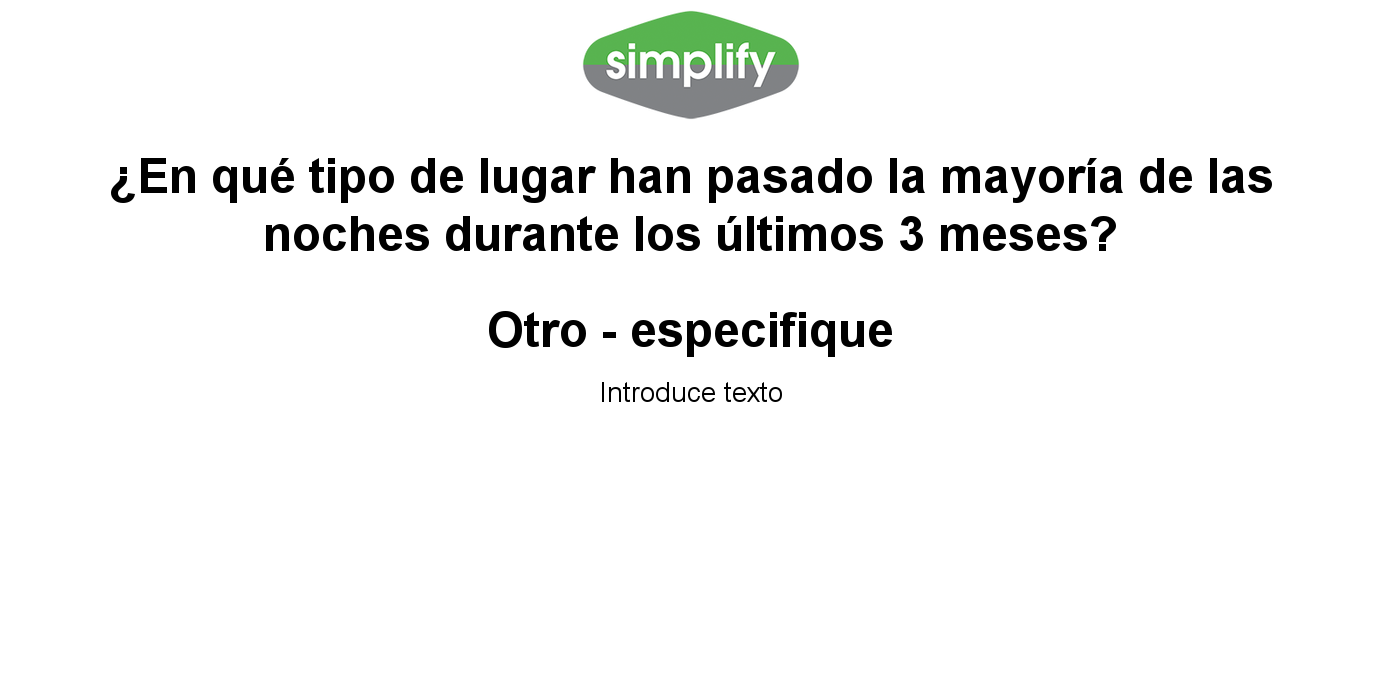 simplify
¿En qué tipo de lugar han pasado la mayoría de las
noches durante los últimos 3 meses?
Otro - especifique
Introduce texto